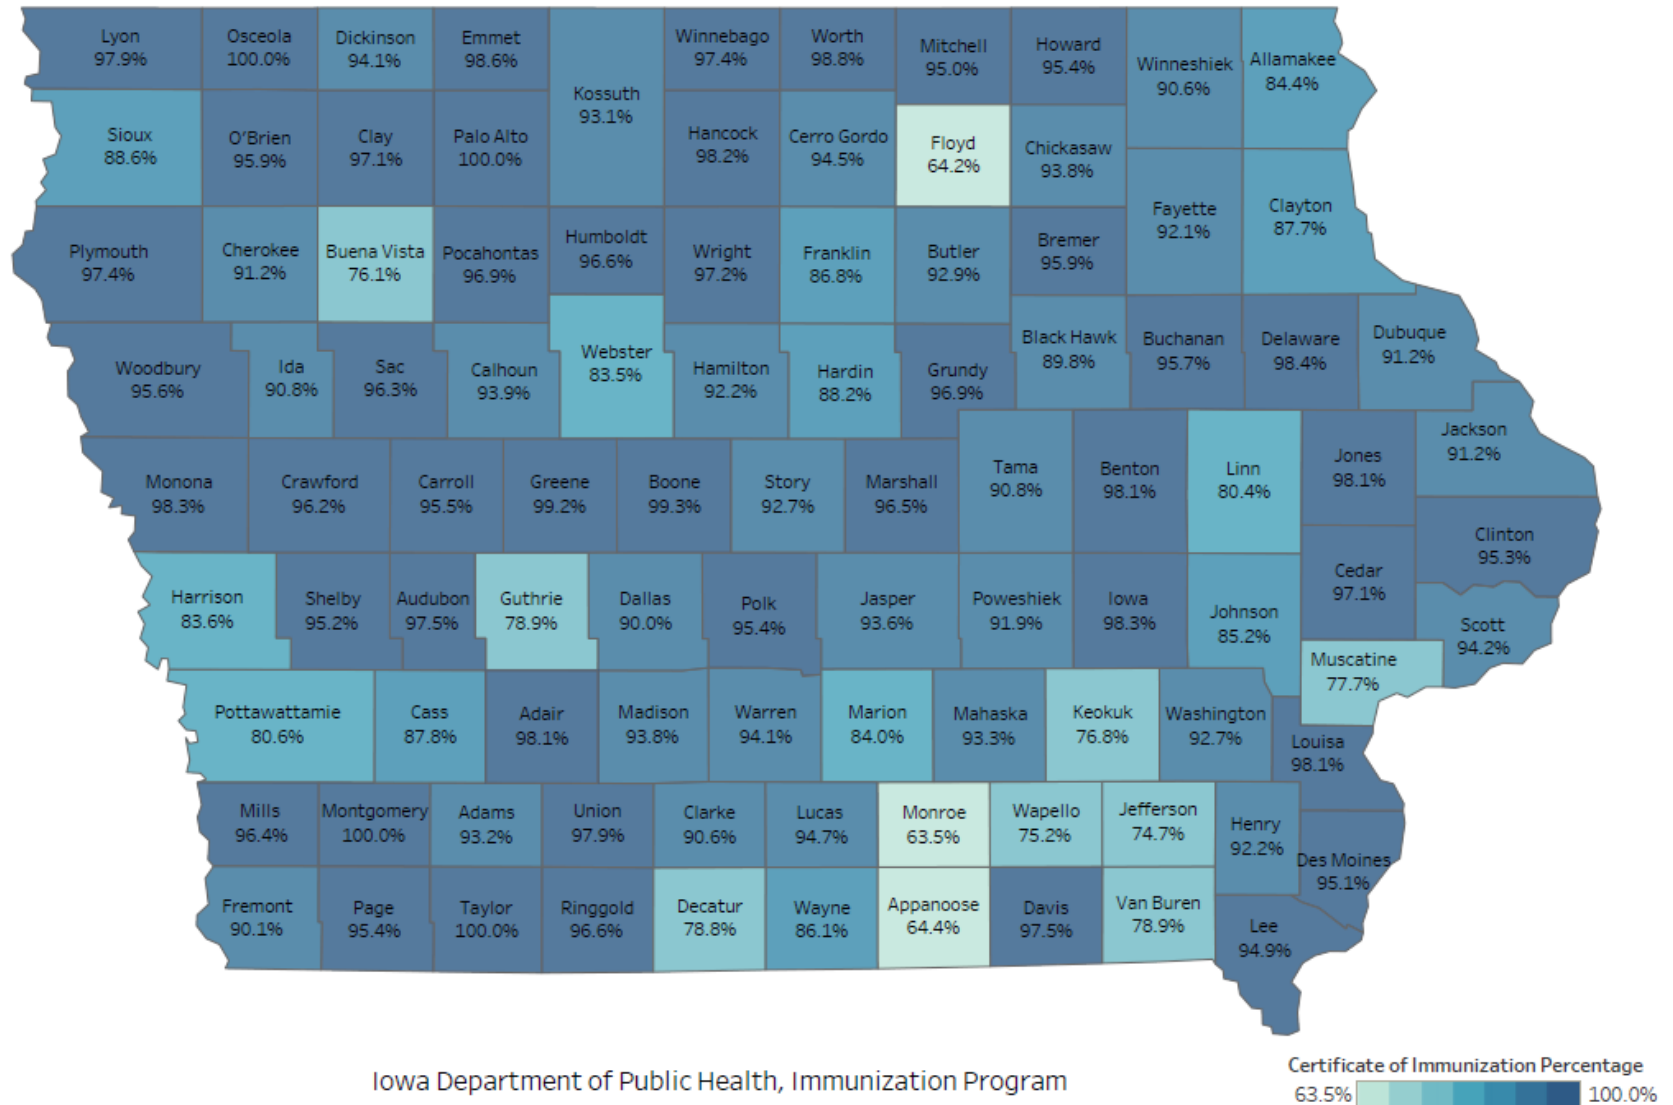 Lyon
97.9%
Osceola
100.0%
Dickinson
94.1%
Emmet
98.6%
Kossuth
93.1%
Winnebago
97.4%
Worth
98.8%
Mitchell
95.0%
Howard
95.4%
Winneshiek
90.6%
Allamakee
84.4%
Sioux
88.6%
O'Brien
95.9%
Clay
97.1%
Palo Alto
100.0%
Hancock
98.2%
Cerro Gordo
94.5%
Floyd
64.2%
Chickasaw
93.8%
Fayette
92.1%
Clayton
87.7%
Plymouth
97.4%
Cherokee
91.2%
Buena Vista
76.1%
Pocahontas
96.9%
Humboldt
96.6%
Wright
97.2%
Franklin
86.8%
Butler
92.9%
Bremer
95.9%
Woodbury
95.6%
Ida
90.8%
Sac
96.3%
Calhoun
93.9%
Webster
83.5%
Hamilton
92.2%
Hardin
88.2%
Grundy
96.9%
Black Hawk
89.8%
Buchanan
95.7%
Delaware
98.4%
Dubuque
91.2%
Monona
98.3%
Crawford
96.2%
Carroll
95.5%
Greene
99.2%
Boone
99.3%
Story
92.7%
Marshall
96.5%
Tama
90.8%
Benton
98.1%
Linn
80.4%
Jones
98.1%
Jackson
91.2%
Clinton
95.3%
Harrison
83.6%
Shelby
95.2%
Audubon
97.5%
Guthrie
78.9%
Dallas
90.0%
Polk
95.4%
Jasper
93.6%
Poweshiek
91.9%
Iowa
98.3%
Johnson
85.2%
Cedar
97.1%
Scott
94.2%
Muscatine
77.7%
Pottawattamie
80.6%
Cass
87.8%
Adair
98.1%
Madison
93.8%
Warren
94.1%
Marion
84.0%
Mahaska
93.3%
Keokuk
76.8%
Washington
92.7%
Louisa
98.1%
Mills
96.4%
Montgomery
100.0%
Adams
93.2%
Union
97.9%
Clarke
90.6%
Lucas
94.7%
Monroe
63.5%
Wapello
75.2%
Jefferson
74.7%
Henry
92.2%
Des Moines
95.1%
Fremont
90.1%
Page
95.4%
Taylor
100.0%
Ringgold
96.6%
Decatur
78.8%
Wayne
86.1%
Appanoose
64.4%
Davis
97.5%
Van Buren
78.9%
Lee
94.9%
Iowa Department of Public Health, Immunization Program
Certificate of Immunization Percentage
63.5% 100.0%